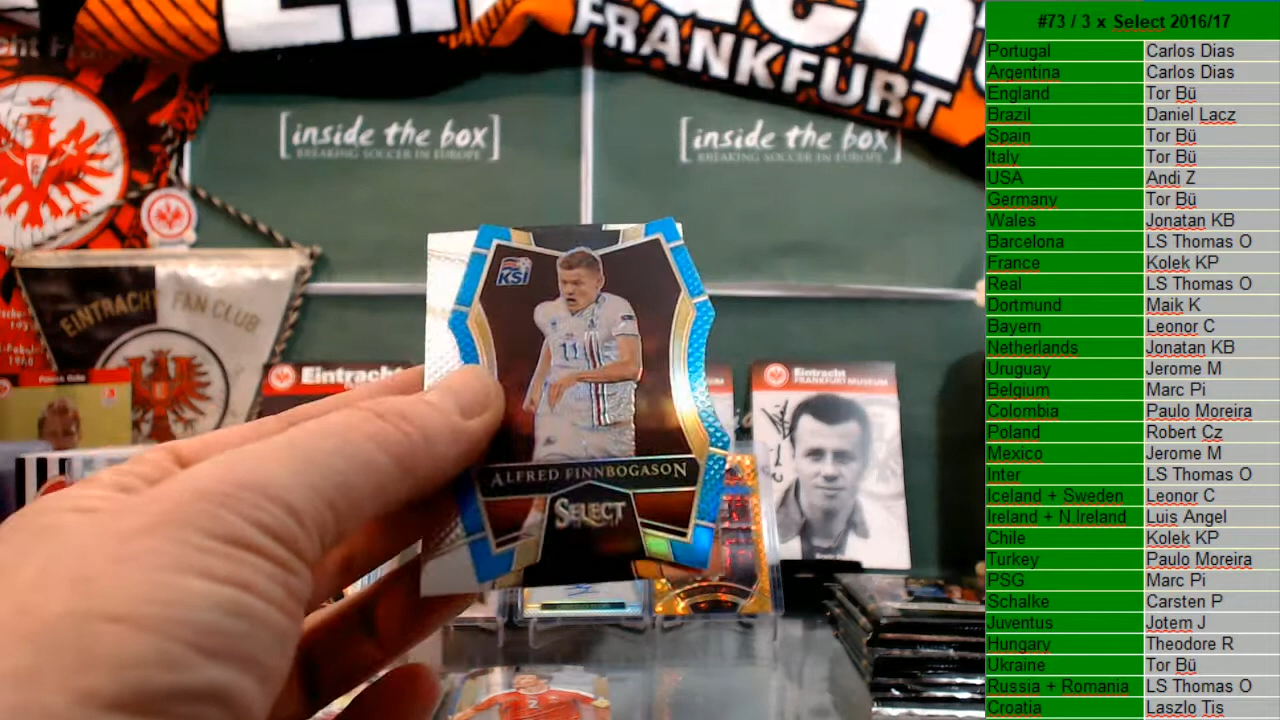 FRANKFURT
[inside the box]
BREAKING SOCCER IN EUROPE
[inside the box]
BREAKING SOCCER IN EUROPE
EINTRACHT FAN CLUB
Eintracht
Eintracht
FRANKFURT MUSEUM
KSÍ
11
ALFRED FINNBOGASON
SELECT
2
#73 / 3 x Select 2016/17
Portugal Carlos Dias
Argentina Carlos Dias
England Tor Bü
Brazil Daniel Lacz
Spain Tor Bü
Italy Tor Bü
USA Andi Z
Germany Tor Bü
Wales Jonatan KB
Barcelona LS Thomas O
France Kolek KP
Real LS Thomas O
Dortmund Maik K
Bayern Leonor C
Netherlands Jonatan KB
Uruguay Jerome M
Belgium Marc Pi
Colombia Paulo Moreira
Poland Robert Cz
Mexico Jerome M
Inter LS Thomas O
Iceland + Sweden Leonor C
Ireland + N.Ireland Luis Angel
Chile Kolek KP
Turkey Paulo Moreira
PSG Marc Pi
Schalke Carsten P
Juventus Jotem J
Hungary Theodore R
Ukraine Tor Bü
Russia + Romania LS Thomas O
Croatia Laszlo Tis